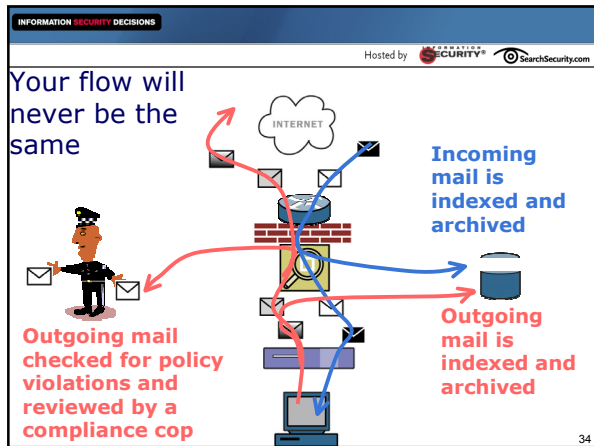 INFORMATION SECURITY DECISIONS
Hosted by INFORMATION SECURITY® SearchSecurity.com
Your flow will
never be the
same
INTERNET
Incoming
mail is
indexed and
archived
Outgoing mail
checked for policy
violations and
reviewed by a
compliance cop
Outgoing
mail is
indexed and
archived
34